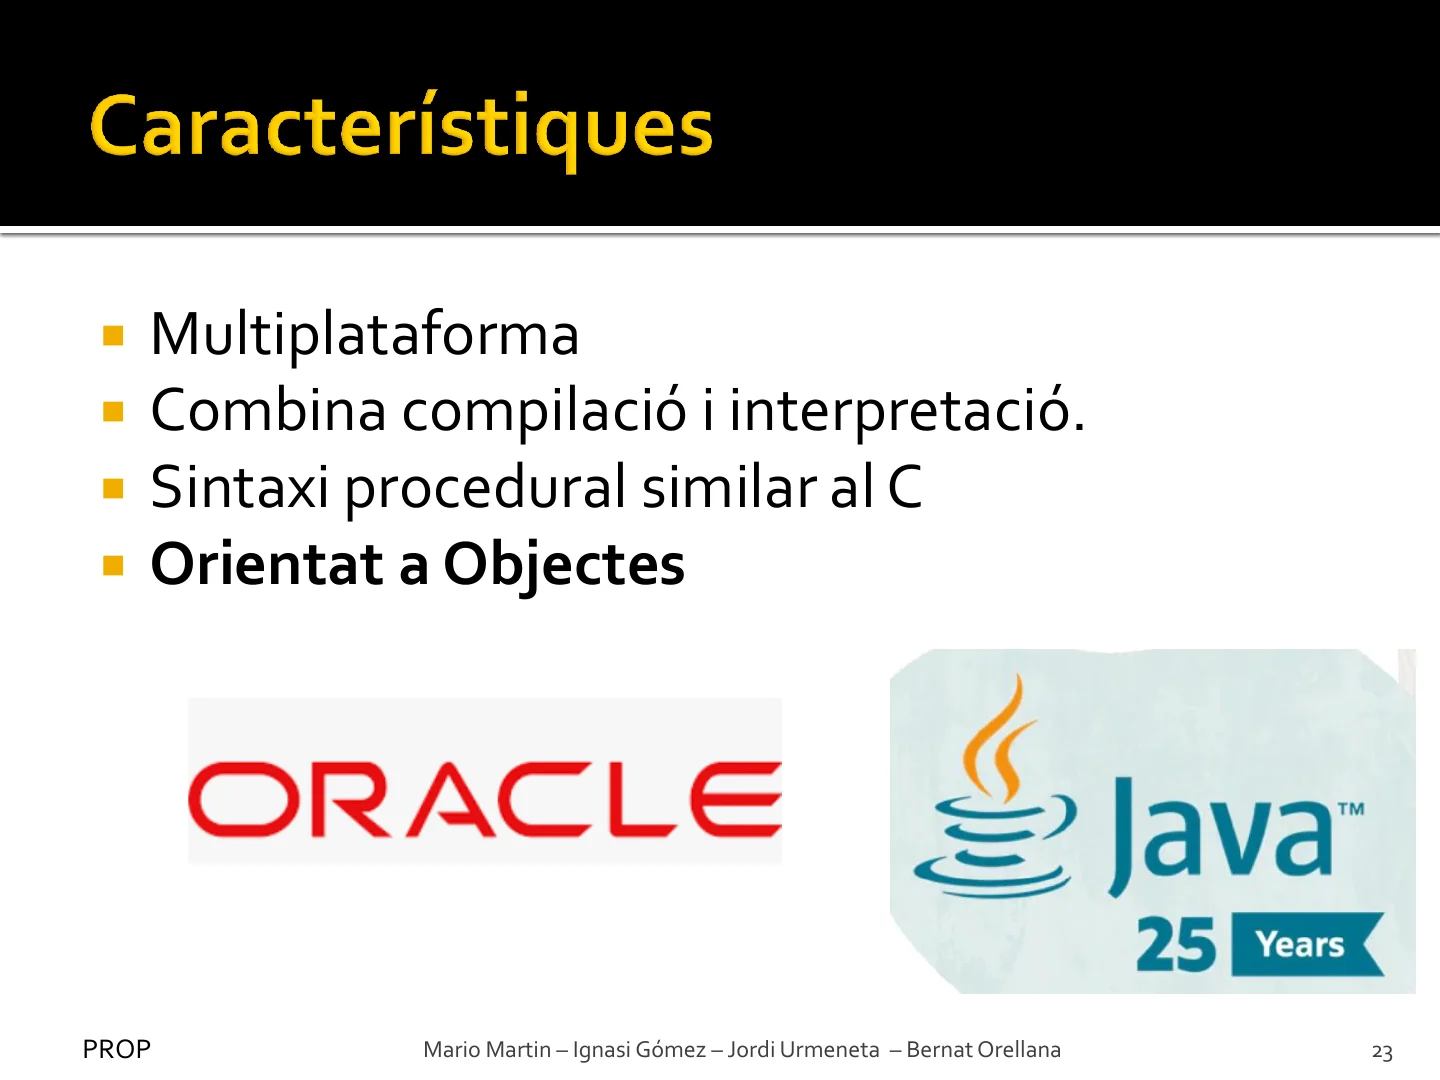 Característiques
Multiplataforma
Combina compilació i interpretació.
Sintaxi procedural similar al C
Orientat a Objectes
ORACLE
Java™
25 Years
PROP
Mario Martin – Ignasi Gómez – Jordi Urmeneta – Bernat Orellana
23